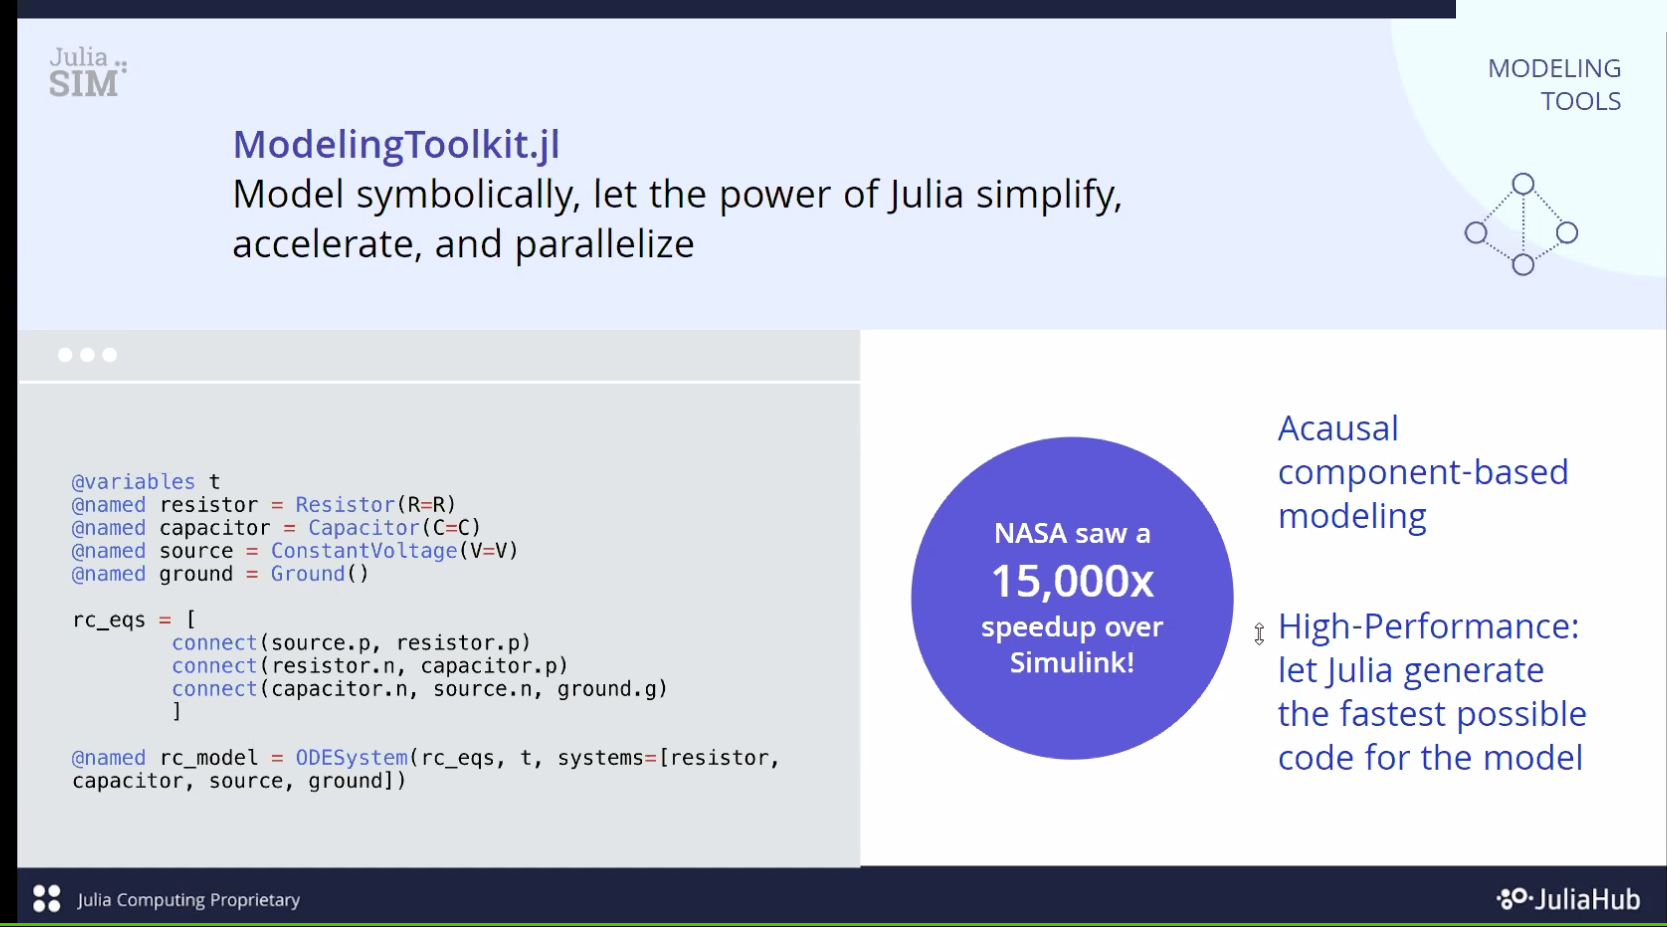 Julia
SIM
MODELING
TOOLS
ModelingToolkit.jl
Model symbolically, let the power of Julia simplify,
accelerate, and parallelize
@variables t
@named resistor = Resistor(R=R)
@named capacitor = Capacitor(C=C)
@named source = ConstantVoltage(V=V)
@named ground = Ground()
rc_eqs = [
connect(source.p, resistor.p)
connect(resistor.n, capacitor.p)
connect(capacitor.n, source.n, ground.g)
]
@named rc_model = ODESystem(rc_eqs, t, systems=[resistor,
capacitor, source, ground])
NASA saw a
15,000x
speedup over
Simulink!
Acausal
component-based
modeling
High-Performance:
let Julia generate
the fastest possible
code for the model
Julia Computing Proprietary
JuliaHub